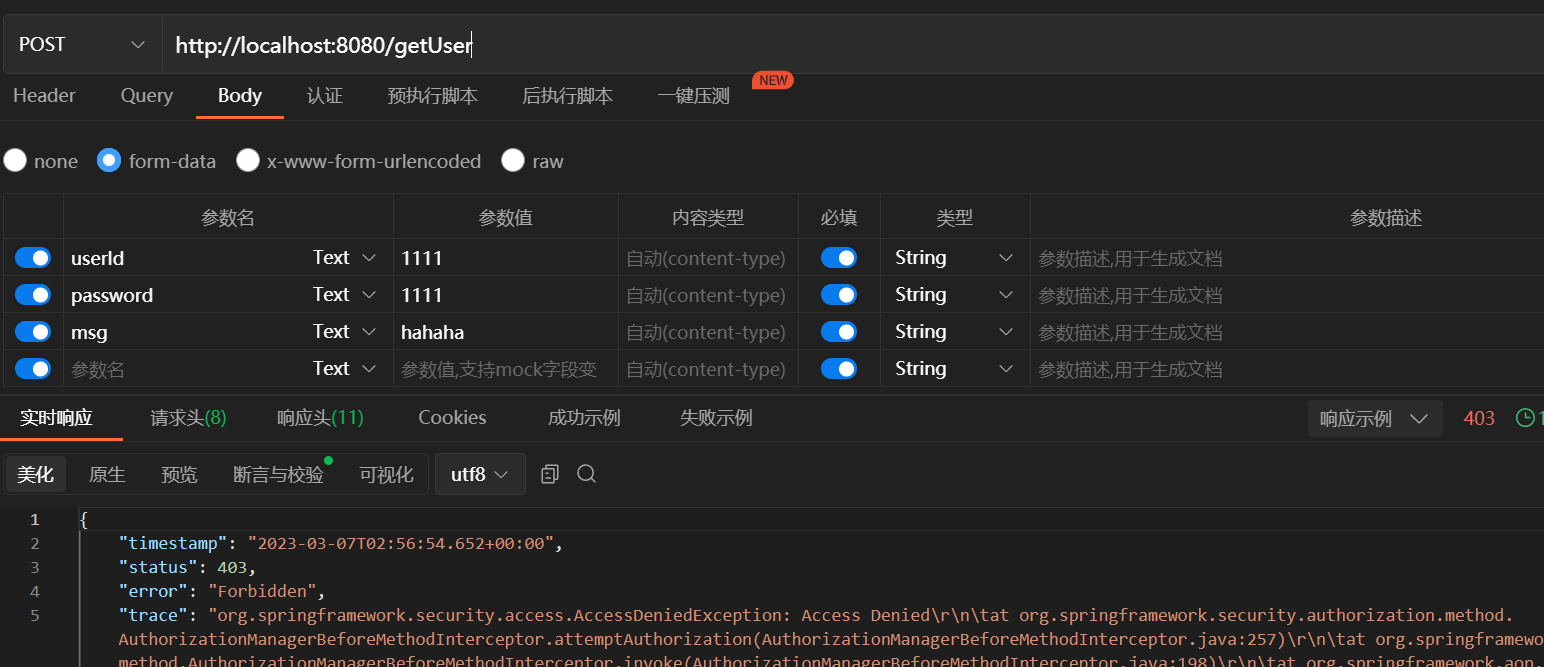 POST http://localhost:8080/getUser
Header Query Body 认证 预执行脚本 后执行脚本 一键压测 NEW
none form-data x-www-form-urlencoded raw
参数名 参数值 内容类型 必填 类型 参数描述
userId Text 1111 自动(content-type) String 参数描述,用于生成文档
password Text 1111 自动(content-type) String 参数描述,用于生成文档
msg Text hahaha 自动(content-type) String 参数描述,用于生成文档
参数名 Text 参数值,支持mock字段变 自动(content-type) String 参数描述,用于生成文档
实时响应 请求头(8) 响应头(11) Cookies 成功示例 失败示例 响应示例 403 1
美化 原生 预览 断言与校验 可视化 utf8
1 {
2 "timestamp": "2023-03-07T02:56:54.652+00:00",
3 "status": 403,
4 "error": "Forbidden",
5 "trace": "org.springframework.security.access.AccessDeniedException: Access Denied\r\n\tat org.springframework.security.authorization.method.
AuthorizationManagerBeforeMethodInterceptor.attemptAuthorization(AuthorizationManagerBeforeMethodInterceptor.java:257)\r\n\tat org.springframewo
method.AuthorizationManagerBeforeMethodInterceptor.invoke(AuthorizationManagerBeforeMethodInterceptor.java:198)\r\n\tat org.springframework.aop.